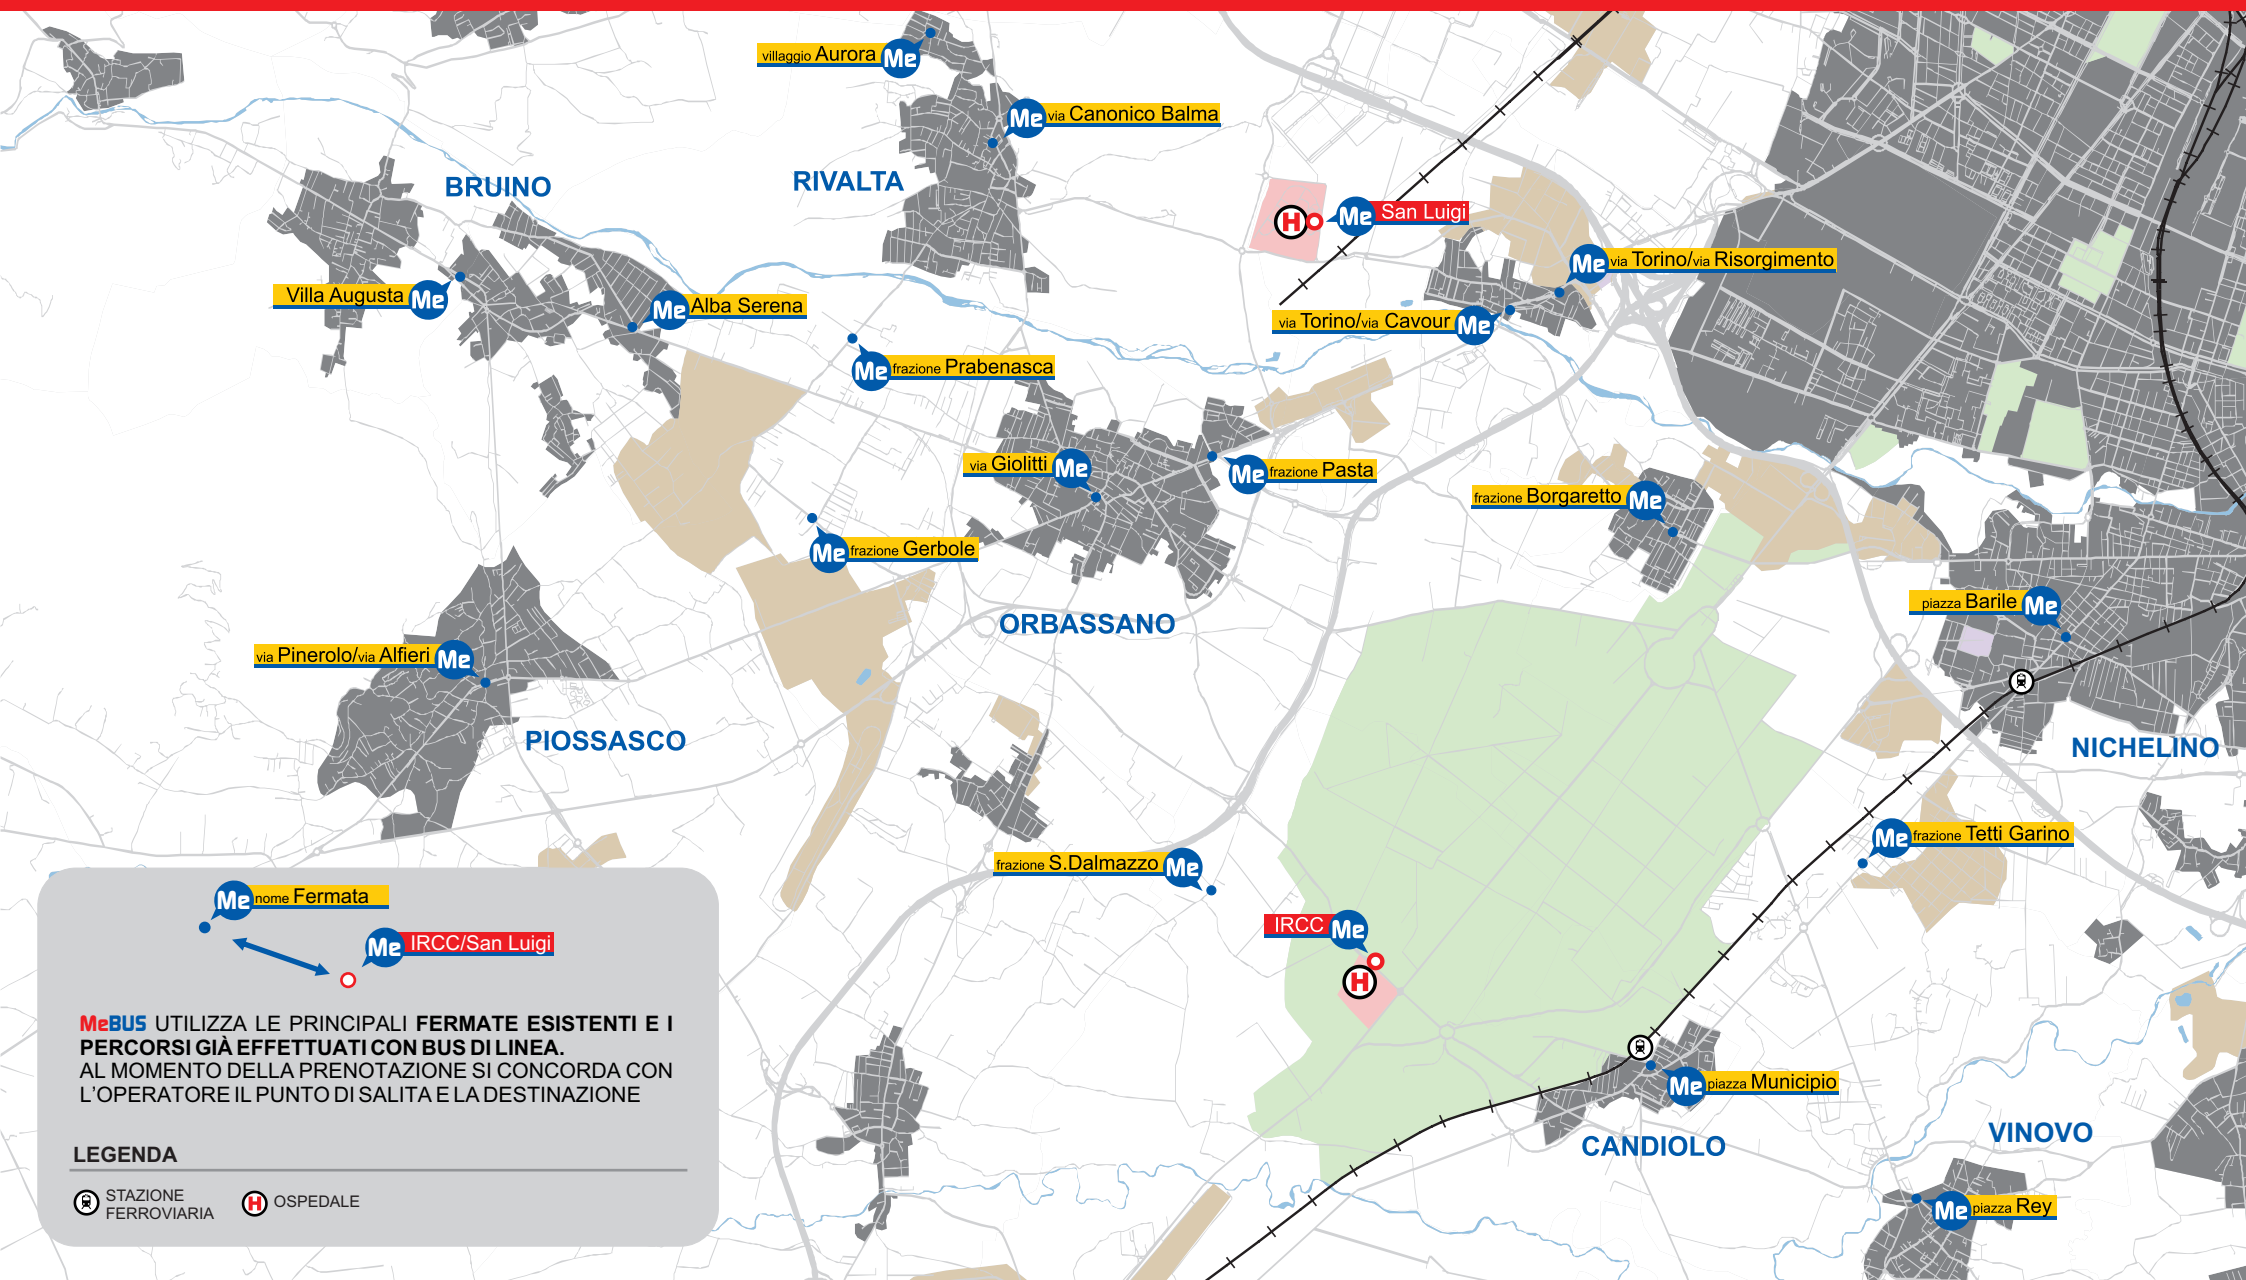 villaggio Aurora Me
Me via Canonico Balma
BRUINO
RIVALTA
H Me San Luigi
Me via Torino/via Risorgimento
Villa Augusta Me
Me Alba Serena
via Torino/via Cavour Me
Me frazione Prabenasca
via Giolitti Me
Me frazione Pasta
frazione Borgaretto Me
Me frazione Gerbole
piazza Barile Me
ORBASSANO
via Pinerolo/via Alfieri Me
PIOSSASCO
NICHELINO
Me frazione Tetti Garino
frazione S.Dalmazzo Me
IRCC Me
H
Me piazza Municipio
CANDIOLO
VINOVO
Me piazza Rey
Me nome Fermata
Me IRCC/San Luigi
MeBUS UTILIZZA LE PRINCIPALI FERMATE ESISTENTI E I
PERCORSI GIÀ EFFETTUATI CON BUS DI LINEA.
AL MOMENTO DELLA PRENOTAZIONE SI CONCORDA CON
L'OPERATORE IL PUNTO DI SALITA E LA DESTINAZIONE
LEGENDA
STAZIONE
FERROVIARIA
H OSPEDALE